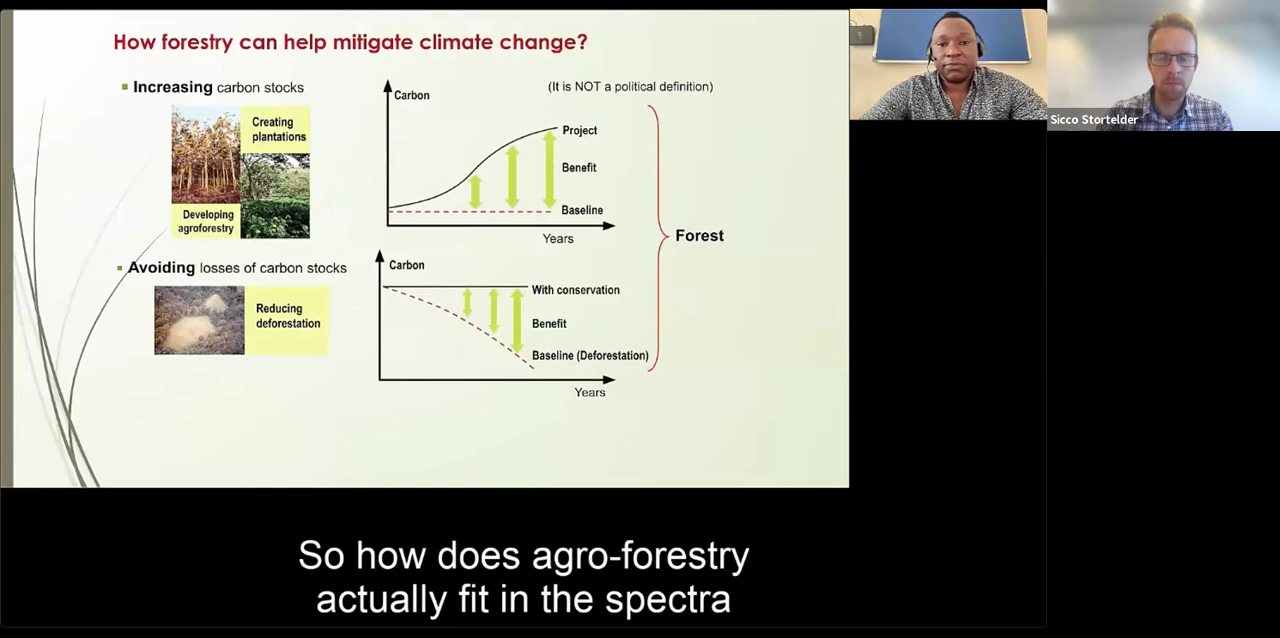 How forestry can help mitigate climate change?
Increasing carbon stocks
Creating
plantations
Developing
agroforestry
Carbon
(It is NOT a political definition)
Project
Benefit
Baseline
Years
Avoiding losses of carbon stocks
Reducing
deforestation
Carbon
With conservation
Benefit
Baseline (Deforestation)
Years
Forest
Sicco Stortelder
So how does agro-forestry
actually fit in the spectra